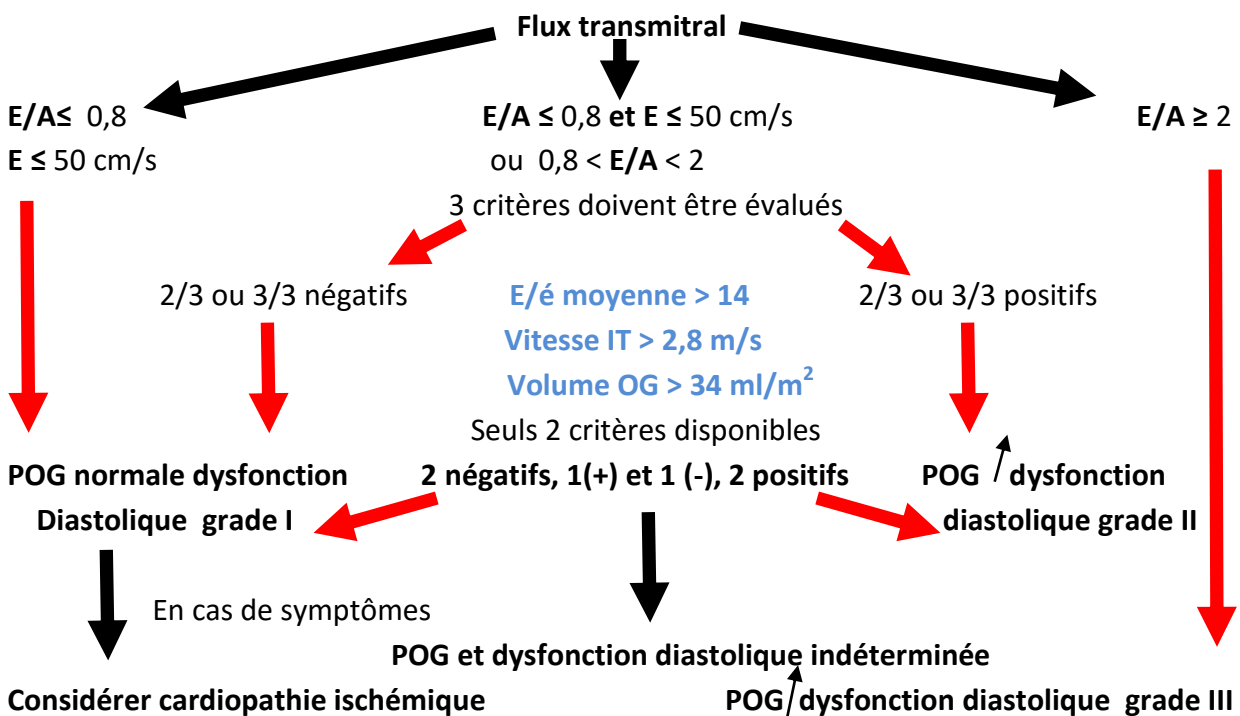 Flux transmitral
E/A≤ 0,8
E ≤ 50 cm/s
E/A ≤ 0,8 et E ≤ 50 cm/s
ou 0,8 < E/A < 2
3 critères doivent être évalués
E/A ≥ 2
2/3 ou 3/3 négatifs
E/é moyenne > 14
Vitesse IT > 2,8 m/s
Volume OG > 34 ml/m²
2/3 ou 3/3 positifs
Seuls 2 critères disponibles
2 négatifs, 1(+) et 1 (-), 2 positifs
POG normale dysfonction
Diastolique grade I
POG dysfonction
diastolique grade II
En cas de symptômes
POG et dysfonction diastolique indéterminée
Considérer cardiopathie ischémique
POG dysfonction diastolique grade III